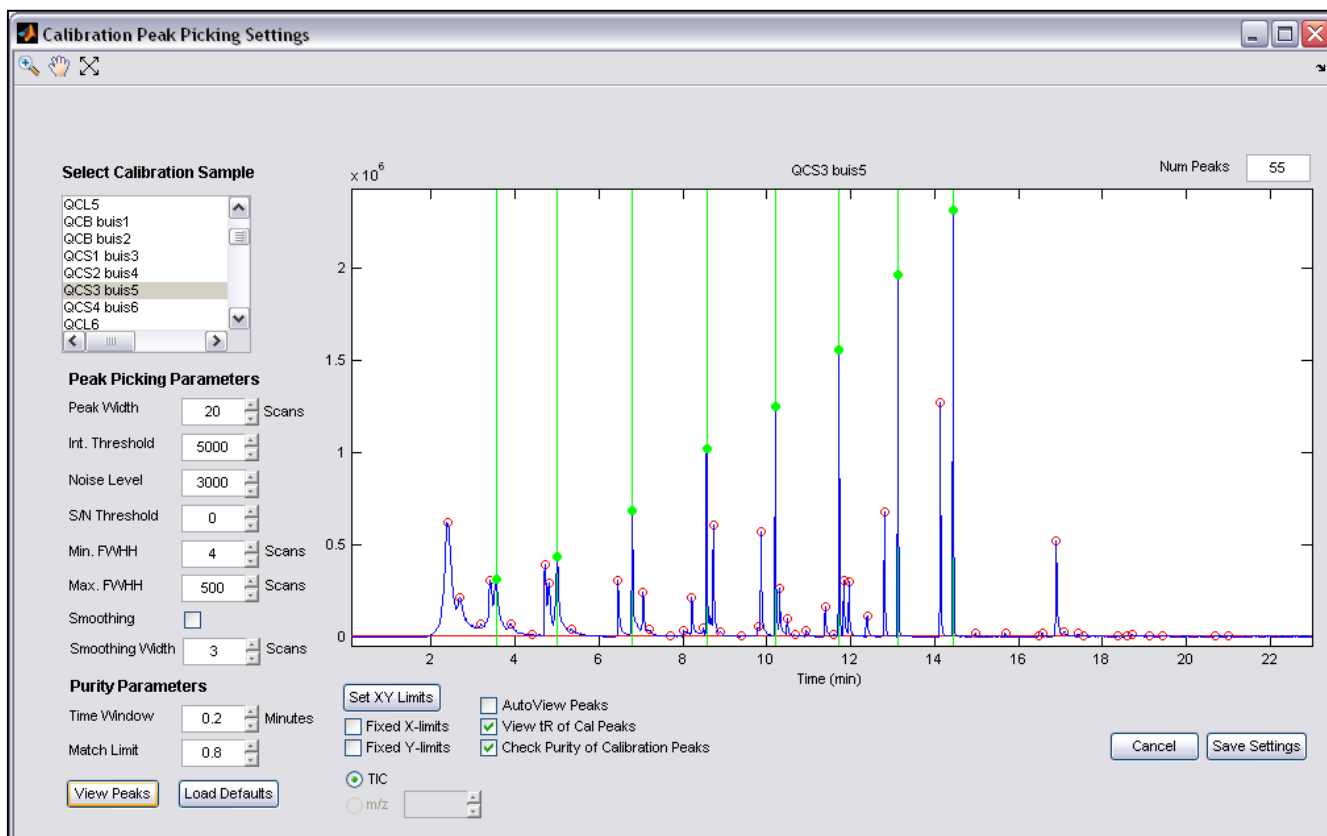 Calibration Peak Picking Settings
Select Calibration Sample
QCL5
QCB buis1
QCB buis2
QCS1 buis3
QCS2 buis4
QCS3 buis5
QCS4 buis6
QCL6
Peak Picking Parameters
Peak Width 20 Scans
Int. Threshold 5000
Noise Level 3000
S/N Threshold 0
Min. FWHH 4 Scans
Max. FWHH 500 Scans
Smoothing
Smoothing Width 3 Scans
Purity Parameters
Time Window 0.2 Minutes
Match Limit 0.8
View Peaks Load Defaults
x 10^6 QCS3 buis5 Num Peaks 55
2
1.5
1
0.5
0
2 4 6 8 10 12 14 16 18 20 22
Time (min)
Set XY Limits
Fixed X-limits
Fixed Y-limits
TIC
m/z
AutoView Peaks
View tR of Cal Peaks
Check Purity of Calibration Peaks
Cancel Save Settings